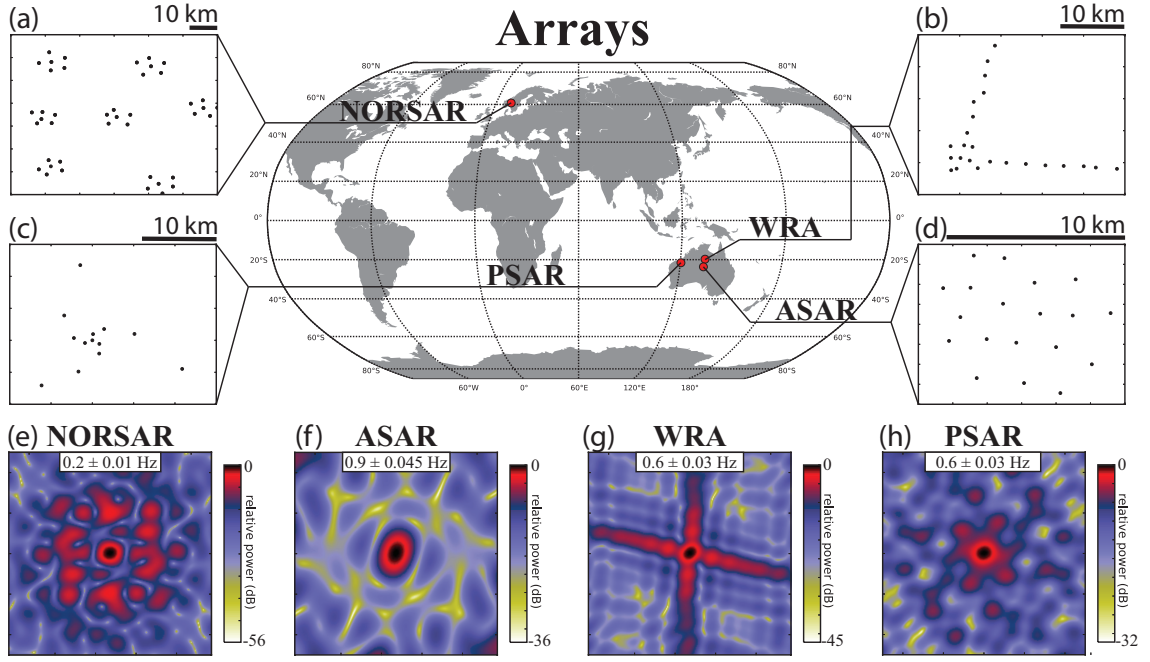 Arrays
(a) 10 km
(b) 10 km
(c) 10 km
(d) 10 km
NORSAR
WRA
PSAR
ASAR
80°N 80°N
60°N 60°N
40°N 40°N
20°N 20°N
0° 0°
20°S 20°S
40°S 40°S
60°S 60°S
80°S 80°S
60°W 0° 60°E 120°E 180°
(e) NORSAR
0.2 ± 0.01 Hz
0
relative power (dB)
-56
(f) ASAR
0.9 ± 0.045 Hz
0
relative power (dB)
-36
(g) WRA
0.6 ± 0.03 Hz
0
relative power (dB)
-45
(h) PSAR
0.6 ± 0.03 Hz
0
relative power (dB)
-32